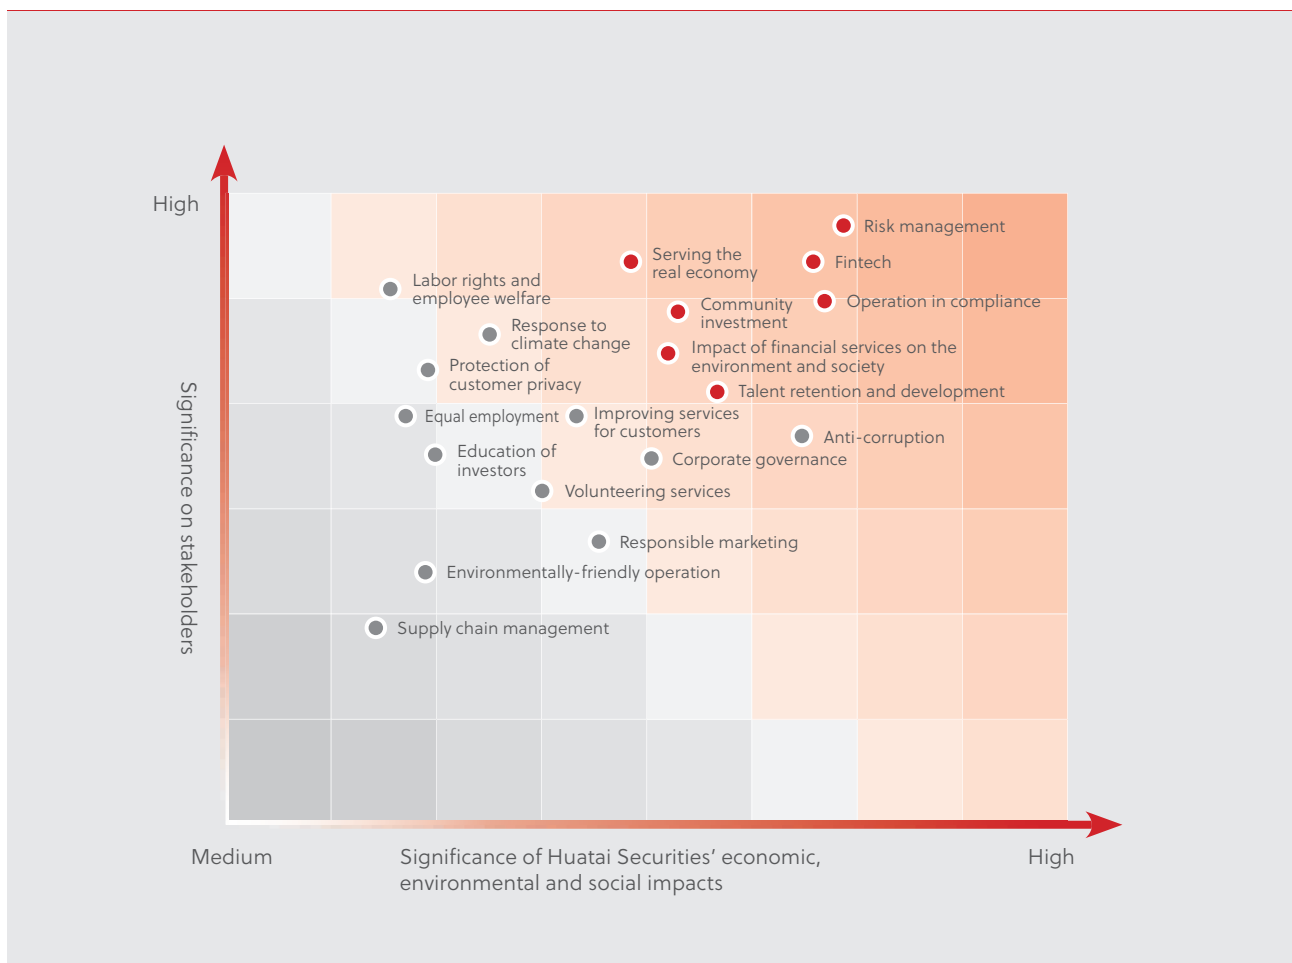 High
Risk management
Serving the
real economy
Fintech
Labor rights and
employee welfare
Community
investment
Operation in compliance
Response to
climate change
Impact of financial services on the
environment and society
Protection of
customer privacy
Talent retention and development
Equal employment
Improving services
for customers
Anti-corruption
Education of
investors
Corporate governance
Volunteering services
Responsible marketing
Environmentally-friendly operation
Supply chain management
Significance on stakeholders
Medium
Significance of Huatai Securities’ economic,
environmental and social impacts
High